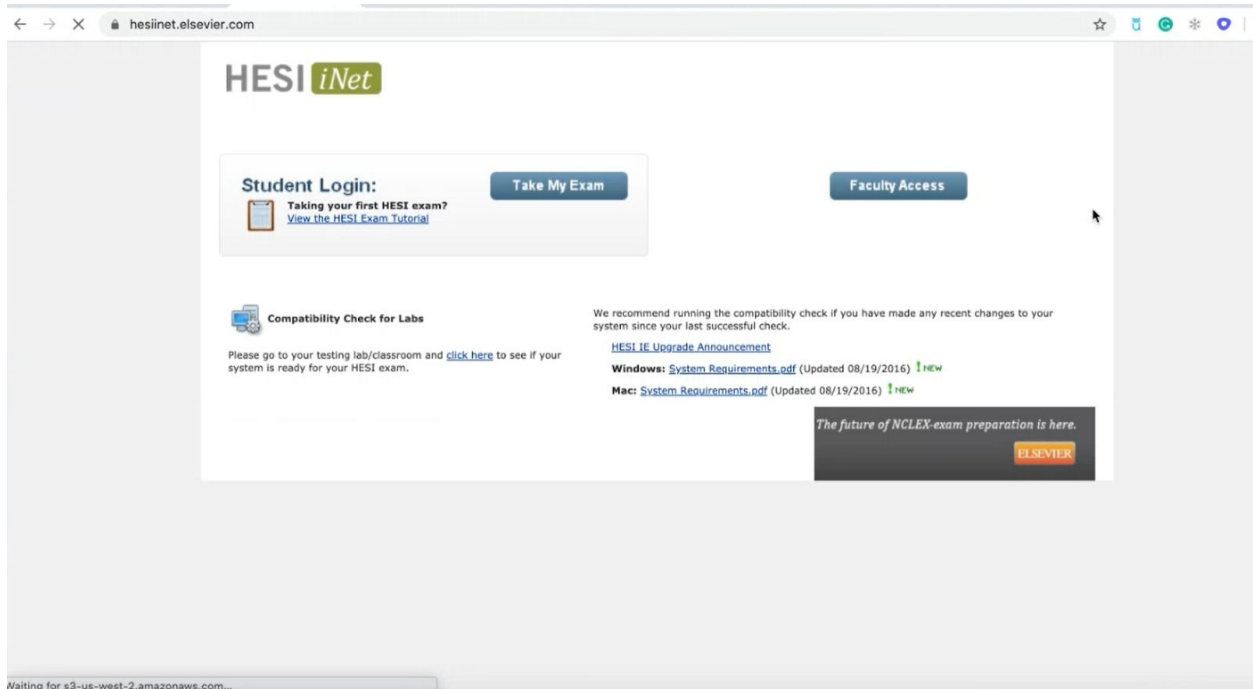 hesiinet.elsevier.com
HESI iNet
Student Login:
Take My Exam
Faculty Access
Taking your first HESI exam?
View the HESI Exam Tutorial
Compatibility Check for Labs
Please go to your testing lab/classroom and click here to see if your
system is ready for your HESI exam.
We recommend running the compatibility check if you have made any recent changes to your
system since your last successful check.
HESI IE Upgrade Announcement
Windows: System Requirements.pdf (Updated 08/19/2016) ! NEW
Mac: System Requirements.pdf (Updated 08/19/2016) ! NEW
The future of NCLEX-exam preparation is here.
ELSEVIER
Waiting for s3-us-west-2.amazonaws.com...